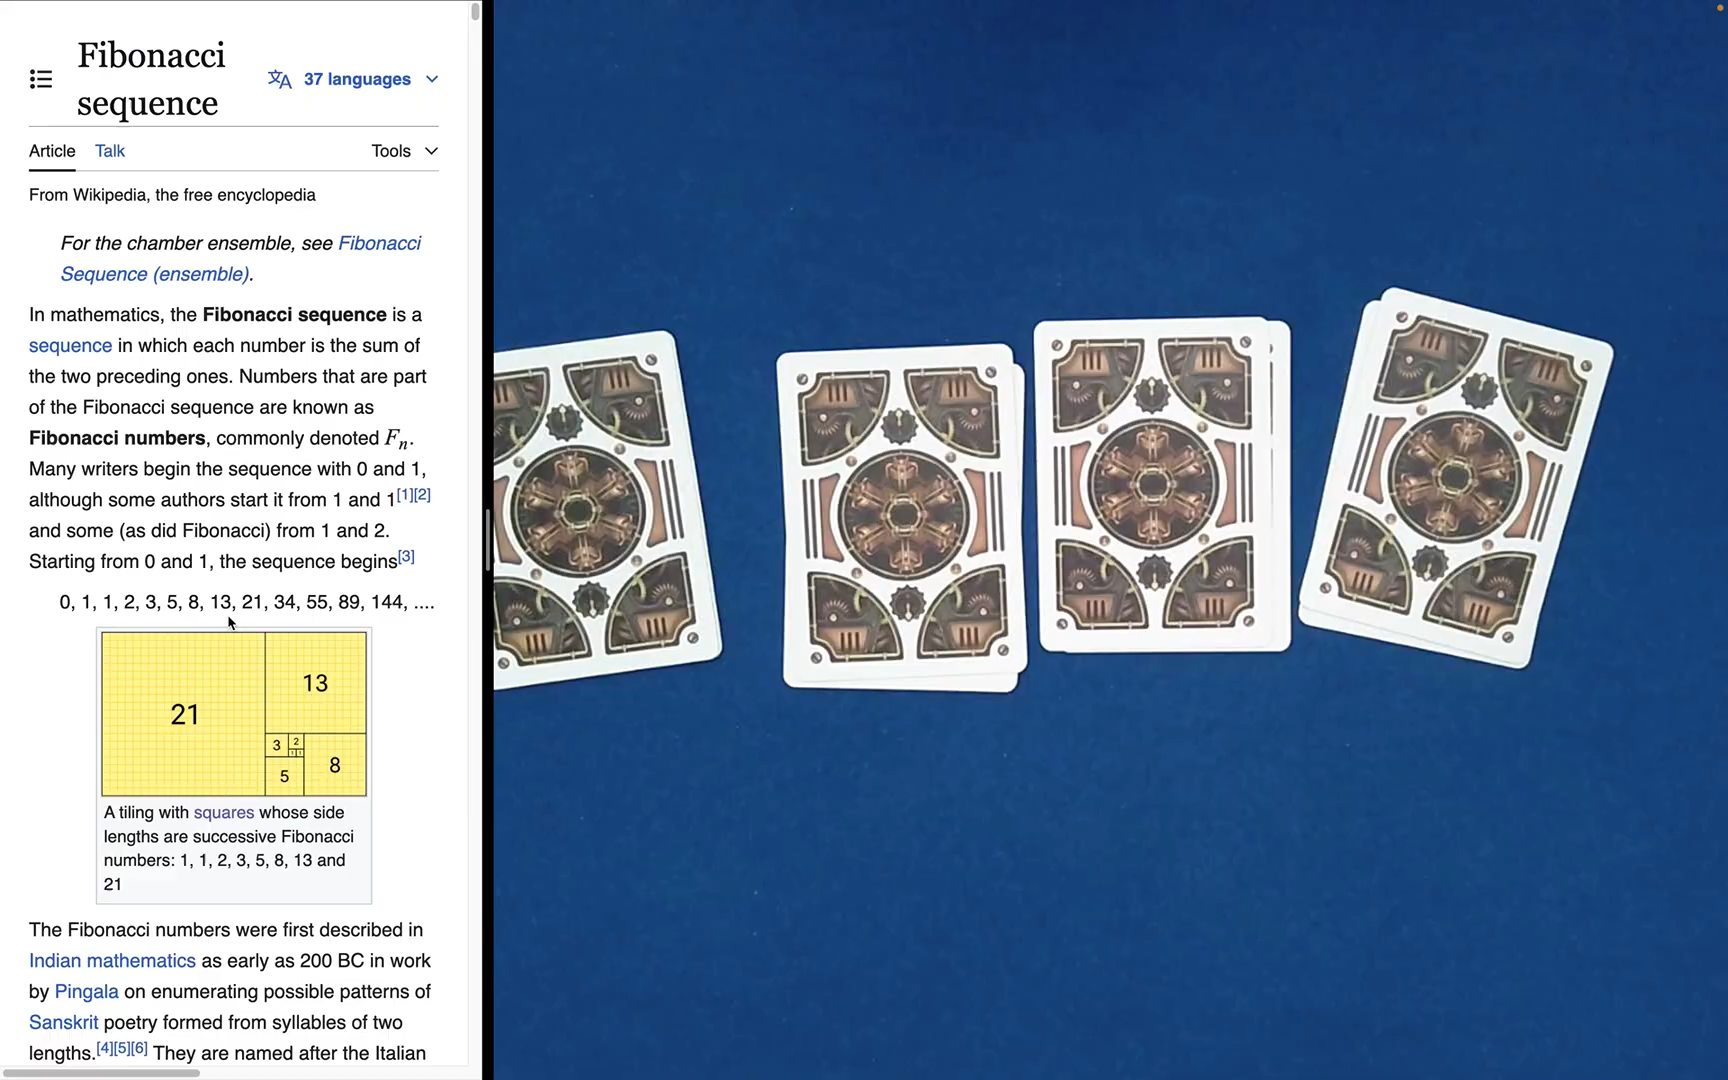 Fibonacci
sequence
37 languages
Article Talk Tools
From Wikipedia, the free encyclopedia
For the chamber ensemble, see Fibonacci
Sequence (ensemble).
In mathematics, the Fibonacci sequence is a
sequence in which each number is the sum of
the two preceding ones. Numbers that are part
of the Fibonacci sequence are known as
Fibonacci numbers, commonly denoted Fn.
Many writers begin the sequence with 0 and 1,
although some authors start it from 1 and 1[1][2]
and some (as did Fibonacci) from 1 and 2.
Starting from 0 and 1, the sequence begins[3]
0, 1, 1, 2, 3, 5, 8, 13, 21, 34, 55, 89, 144, ....
13
21
3 2
1 1
8
5
A tiling with squares whose side
lengths are successive Fibonacci
numbers: 1, 1, 2, 3, 5, 8, 13 and
21
The Fibonacci numbers were first described in
Indian mathematics as early as 200 BC in work
by Pingala on enumerating possible patterns of
Sanskrit poetry formed from syllables of two
lengths.[4][5][6] They are named after the Italian